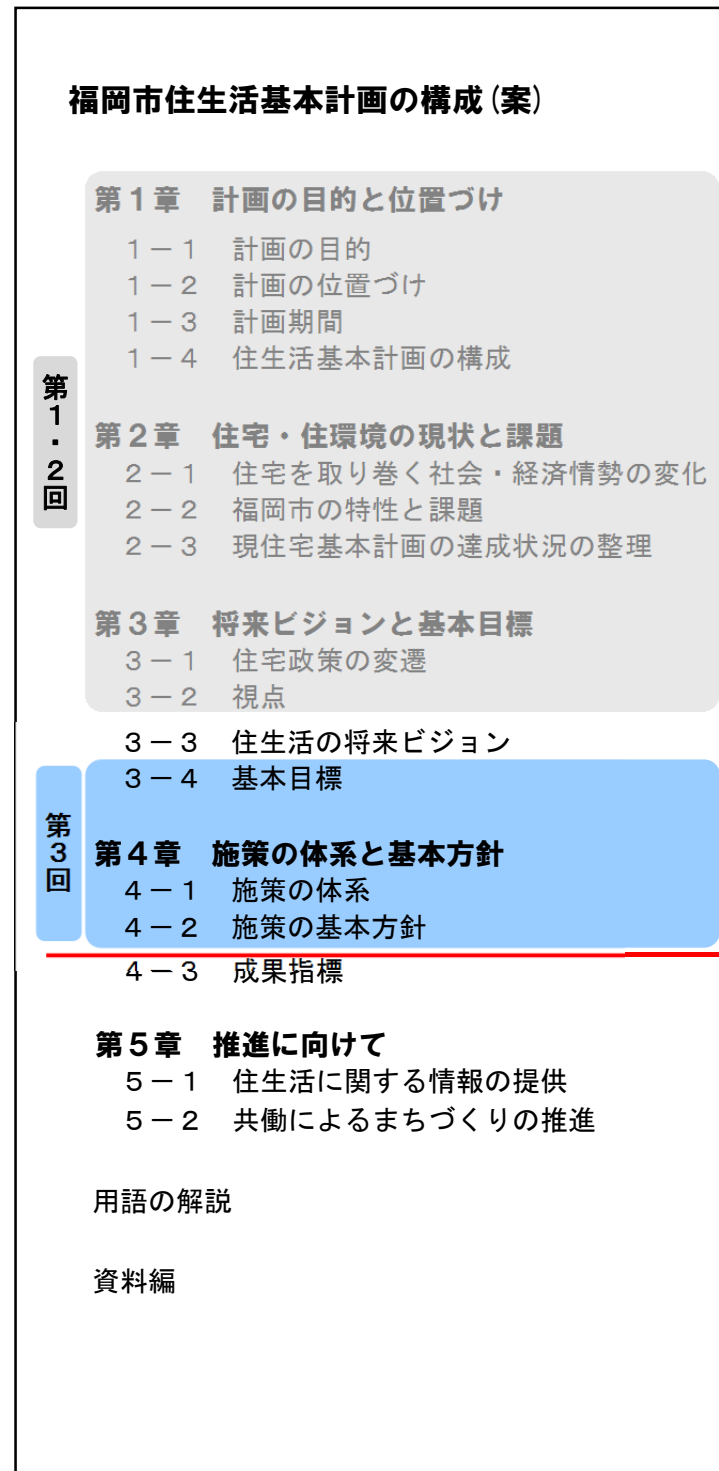 福岡市住生活基本計画の構成(案)
第1・2回
第１章　計画の目的と位置づけ
１－１　計画の目的
１－２　計画の位置づけ
１－３　計画期間
１－４　住生活基本計画の構成
第２章　住宅・住環境の現状と課題
２－１　住宅を取り巻く社会・経済情勢の変化
２－２　福岡市の特性と課題
２－３　現住宅基本計画の達成状況の整理
第３章　将来ビジョンと基本目標
３－１　住宅政策の変遷
３－２　視点
３－３　住生活の将来ビジョン
第3回
３－４　基本目標
第４章　施策の体系と基本方針
４－１　施策の体系
４－２　施策の基本方針
４－３　成果指標
第５章　推進に向けて
５－１　住生活に関する情報の提供
５－２　共働によるまちづくりの推進
用語の解説
資料編